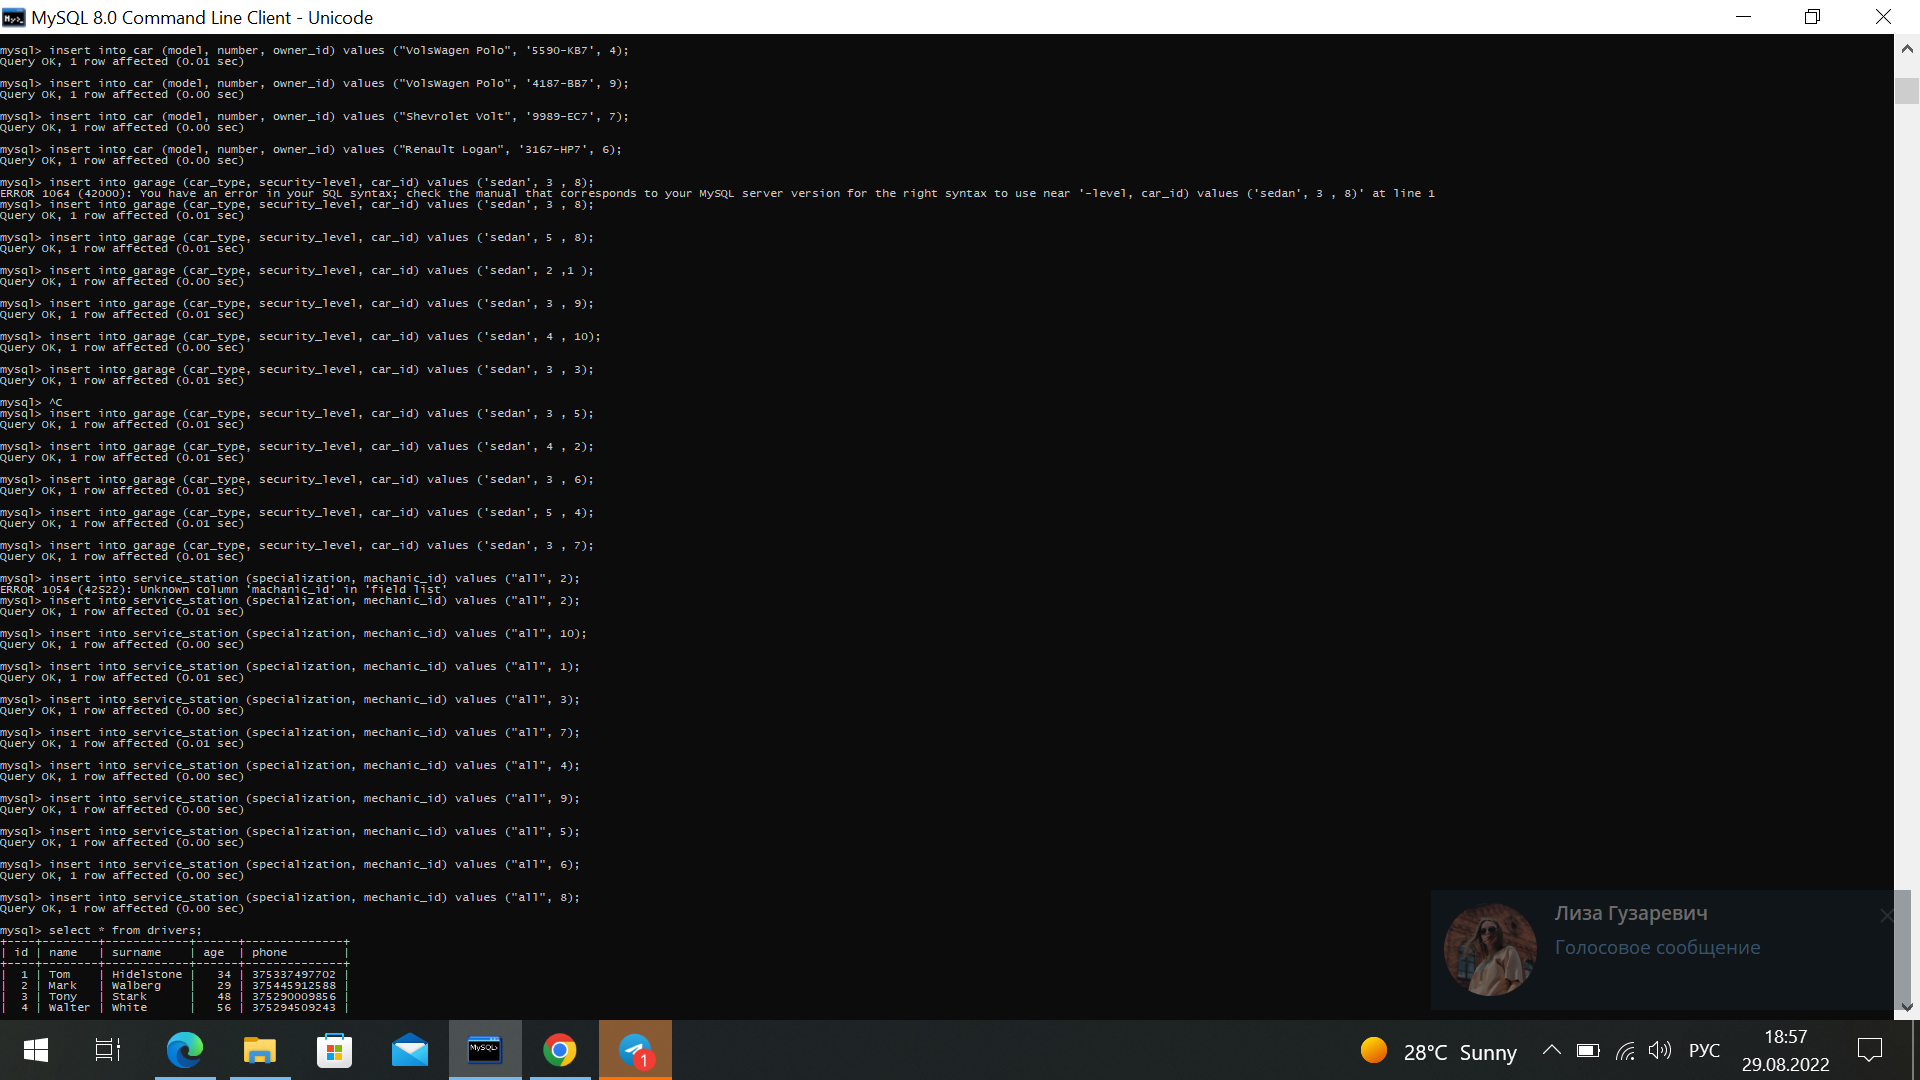 MySQL 8.0 Command Line Client - Unicode
mysql> insert into car (model, number, owner_id) values ("VolsWagen Polo", '5590-KB7', 4);
Query OK, 1 row affected (0.01 sec)
mysql> insert into car (model, number, owner_id) values ("VolsWagen Polo", '4187-BB7', 9);
Query OK, 1 row affected (0.00 sec)
mysql> insert into car (model, number, owner_id) values ("Shevrolet Volt", '9989-EC7', 7);
Query OK, 1 row affected (0.01 sec)
mysql> insert into car (model, number, owner_id) values ("Renault Logan", '3167-HP7', 6);
Query OK, 1 row affected (0.00 sec)
mysql> insert into garage (car_type, security-level, car_id) values ('sedan', 3 , 8);
ERROR 1064 (42000): You have an error in your SQL syntax; check the manual that corresponds to your MySQL server version for the right syntax to use near '-level, car_id) values ('sedan', 3 , 8)' at line 1
mysql> insert into garage (car_type, security_level, car_id) values ('sedan', 3 , 8);
Query OK, 1 row affected (0.01 sec)
mysql> insert into garage (car_type, security_level, car_id) values ('sedan', 5 , 8);
Query OK, 1 row affected (0.01 sec)
mysql> insert into garage (car_type, security_level, car_id) values ('sedan', 2 ,1 );
Query OK, 1 row affected (0.00 sec)
mysql> insert into garage (car_type, security_level, car_id) values ('sedan', 3 , 9);
Query OK, 1 row affected (0.01 sec)
mysql> insert into garage (car_type, security_level, car_id) values ('sedan', 4 , 10);
Query OK, 1 row affected (0.00 sec)
mysql> insert into garage (car_type, security_level, car_id) values ('sedan', 3 , 3);
Query OK, 1 row affected (0.01 sec)
mysql> ^C
mysql> insert into garage (car_type, security_level, car_id) values ('sedan', 3 , 5);
Query OK, 1 row affected (0.01 sec)
mysql> insert into garage (car_type, security_level, car_id) values ('sedan', 4 , 2);
Query OK, 1 row affected (0.01 sec)
mysql> insert into garage (car_type, security_level, car_id) values ('sedan', 3 , 6);
Query OK, 1 row affected (0.01 sec)
mysql> insert into garage (car_type, security_level, car_id) values ('sedan', 5 , 4);
Query OK, 1 row affected (0.01 sec)
mysql> insert into garage (car_type, security_level, car_id) values ('sedan', 3 , 7);
Query OK, 1 row affected (0.01 sec)
mysql> insert into service_station (specialization, machanic_id) values ("all", 2);
ERROR 1054 (42S22): Unknown column 'machanic_id' in 'field list'
mysql> insert into service_station (specialization, mechanic_id) values ("all", 2);
Query OK, 1 row affected (0.01 sec)
mysql> insert into service_station (specialization, mechanic_id) values ("all", 10);
Query OK, 1 row affected (0.00 sec)
mysql> insert into service_station (specialization, mechanic_id) values ("all", 1);
Query OK, 1 row affected (0.01 sec)
mysql> insert into service_station (specialization, mechanic_id) values ("all", 3);
Query OK, 1 row affected (0.00 sec)
mysql> insert into service_station (specialization, mechanic_id) values ("all", 7);
Query OK, 1 row affected (0.01 sec)
mysql> insert into service_station (specialization, mechanic_id) values ("all", 4);
Query OK, 1 row affected (0.00 sec)
mysql> insert into service_station (specialization, mechanic_id) values ("all", 9);
Query OK, 1 row affected (0.00 sec)
mysql> insert into service_station (specialization, mechanic_id) values ("all", 5);
Query OK, 1 row affected (0.00 sec)
mysql> insert into service_station (specialization, mechanic_id) values ("all", 6);
Query OK, 1 row affected (0.00 sec)
mysql> insert into service_station (specialization, mechanic_id) values ("all", 8);
Query OK, 1 row affected (0.00 sec)
mysql> select * from drivers;
| id | name | surname | age | phone |
| 1 | Tom | Hidelstone | 34 | 375337497702 |
| 2 | Mark | Walberg | 29 | 375445912588 |
| 3 | Tony | Stark | 48 | 375290009856 |
| 4 | Walter | White | 56 | 375294509243 |
Лиза Гузаревич
Голосовое сообщение
MySQL>
1
28°C Sunny
РУС
18:57
29.08.2022